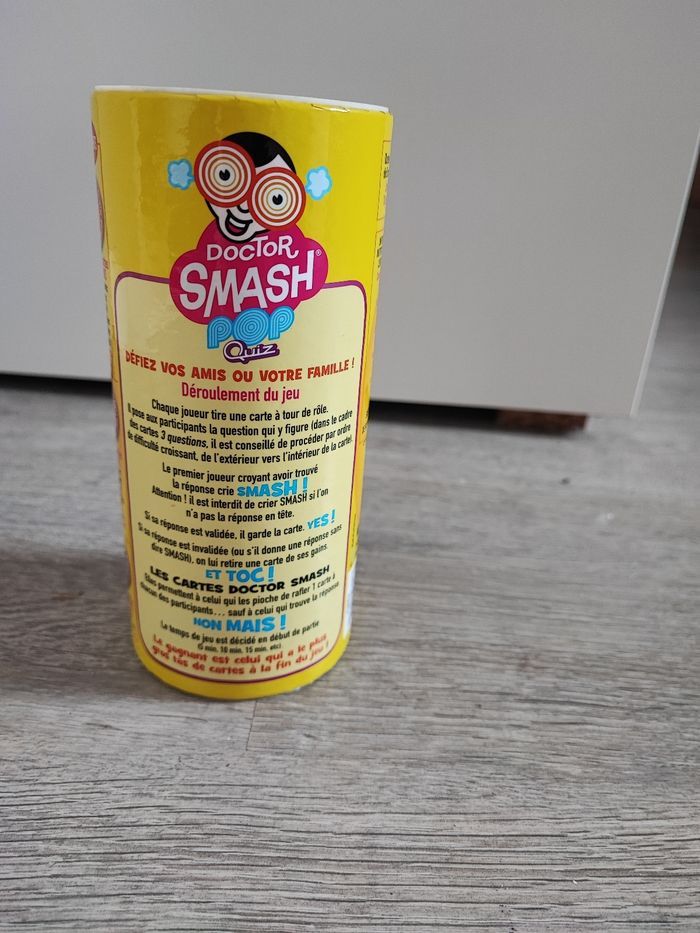 DOCTOR
SMASH®
POP
Quiz
DÉFIEZ VOS AMIS OU VOTRE FAMILLE !
Déroulement du jeu
Chaque joueur tire une carte à tour de rôle.
Il pose aux participants la question qui y figure (dans le cadre
des cartes 3 questions, il est conseillé de procéder par ordre
de difficulté croissant, de l'extérieur vers l'intérieur de la carte).
Le premier joueur croyant avoir trouvé
la réponse crie SMASH !
Attention ! il est interdit de crier SMASH si l'on
n'a pas la réponse en tête.
Si sa réponse est validée, il garde la carte. YES !
Si sa réponse est invalidée (ou s'il donne une réponse sans
dire SMASH), on lui retire une carte de ses gains.
ET TOC !
LES CARTES DOCTOR SMASH
Elles permettent à celui qui les pioche de rafler 1 carte à
chacun des participants... sauf à celui qui trouve la réponse.
NON MAIS !
Le temps de jeu est décidé en début de partie
(5 min, 10 min, 15 min, etc).
Le gagnant est celui qui a le plus
gros tas de cartes à la fin du jeu !